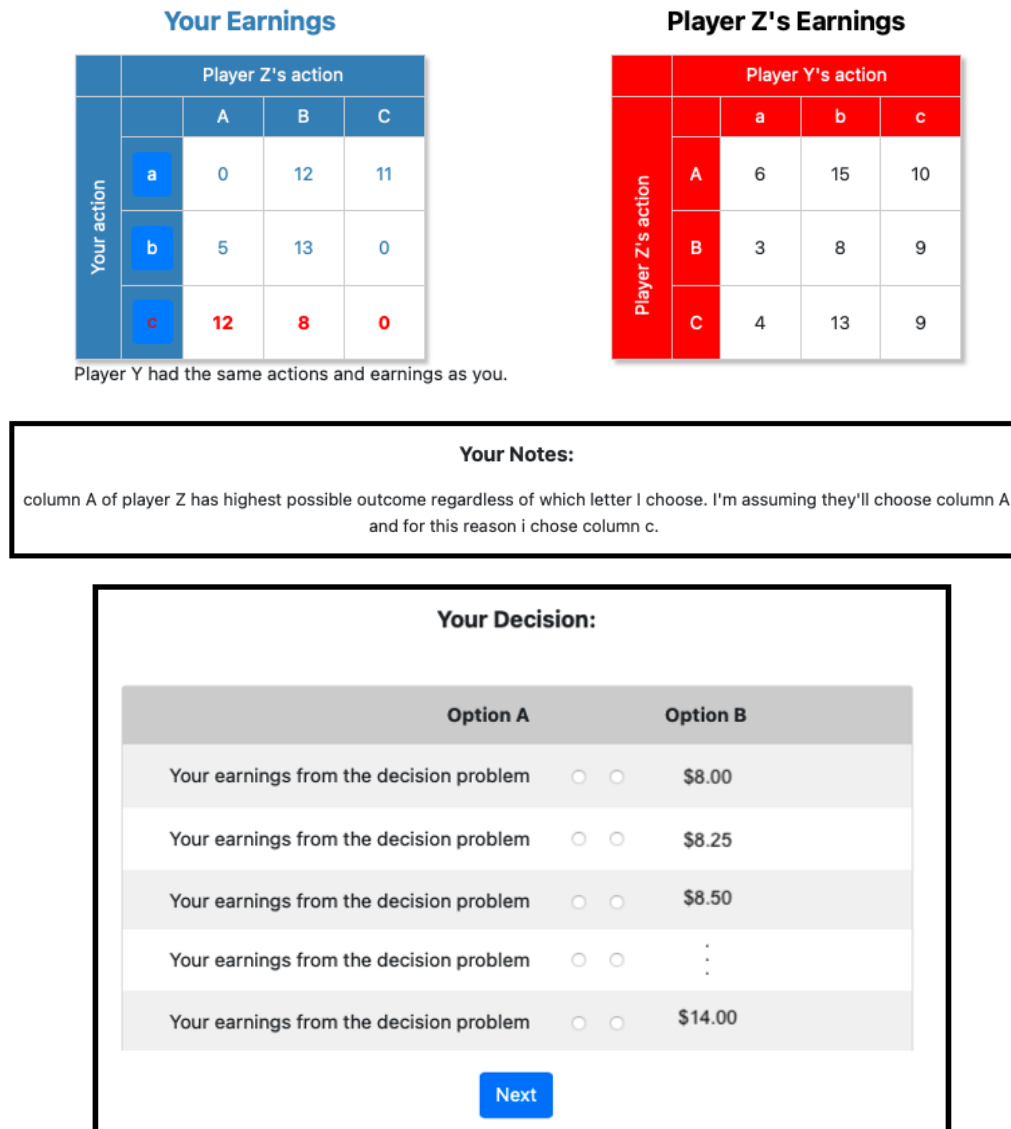 Your Earnings
Player Z's Earnings
Player Z's action
A B C
Your action
a 0 12 11
b 5 13 0
c 12 8 0
Player Y's action
a b c
Player Z's action
A 6 15 10
B 3 8 9
C 4 13 9
Player Y had the same actions and earnings as you.
Your Notes:
column A of player Z has highest possible outcome regardless of which letter I choose. I'm assuming they'll choose column A
and for this reason i chose column c.
Your Decision:
Option A Option B
Your earnings from the decision problem $8.00
Your earnings from the decision problem $8.25
Your earnings from the decision problem $8.50
Your earnings from the decision problem ⋮
Your earnings from the decision problem $14.00
Next